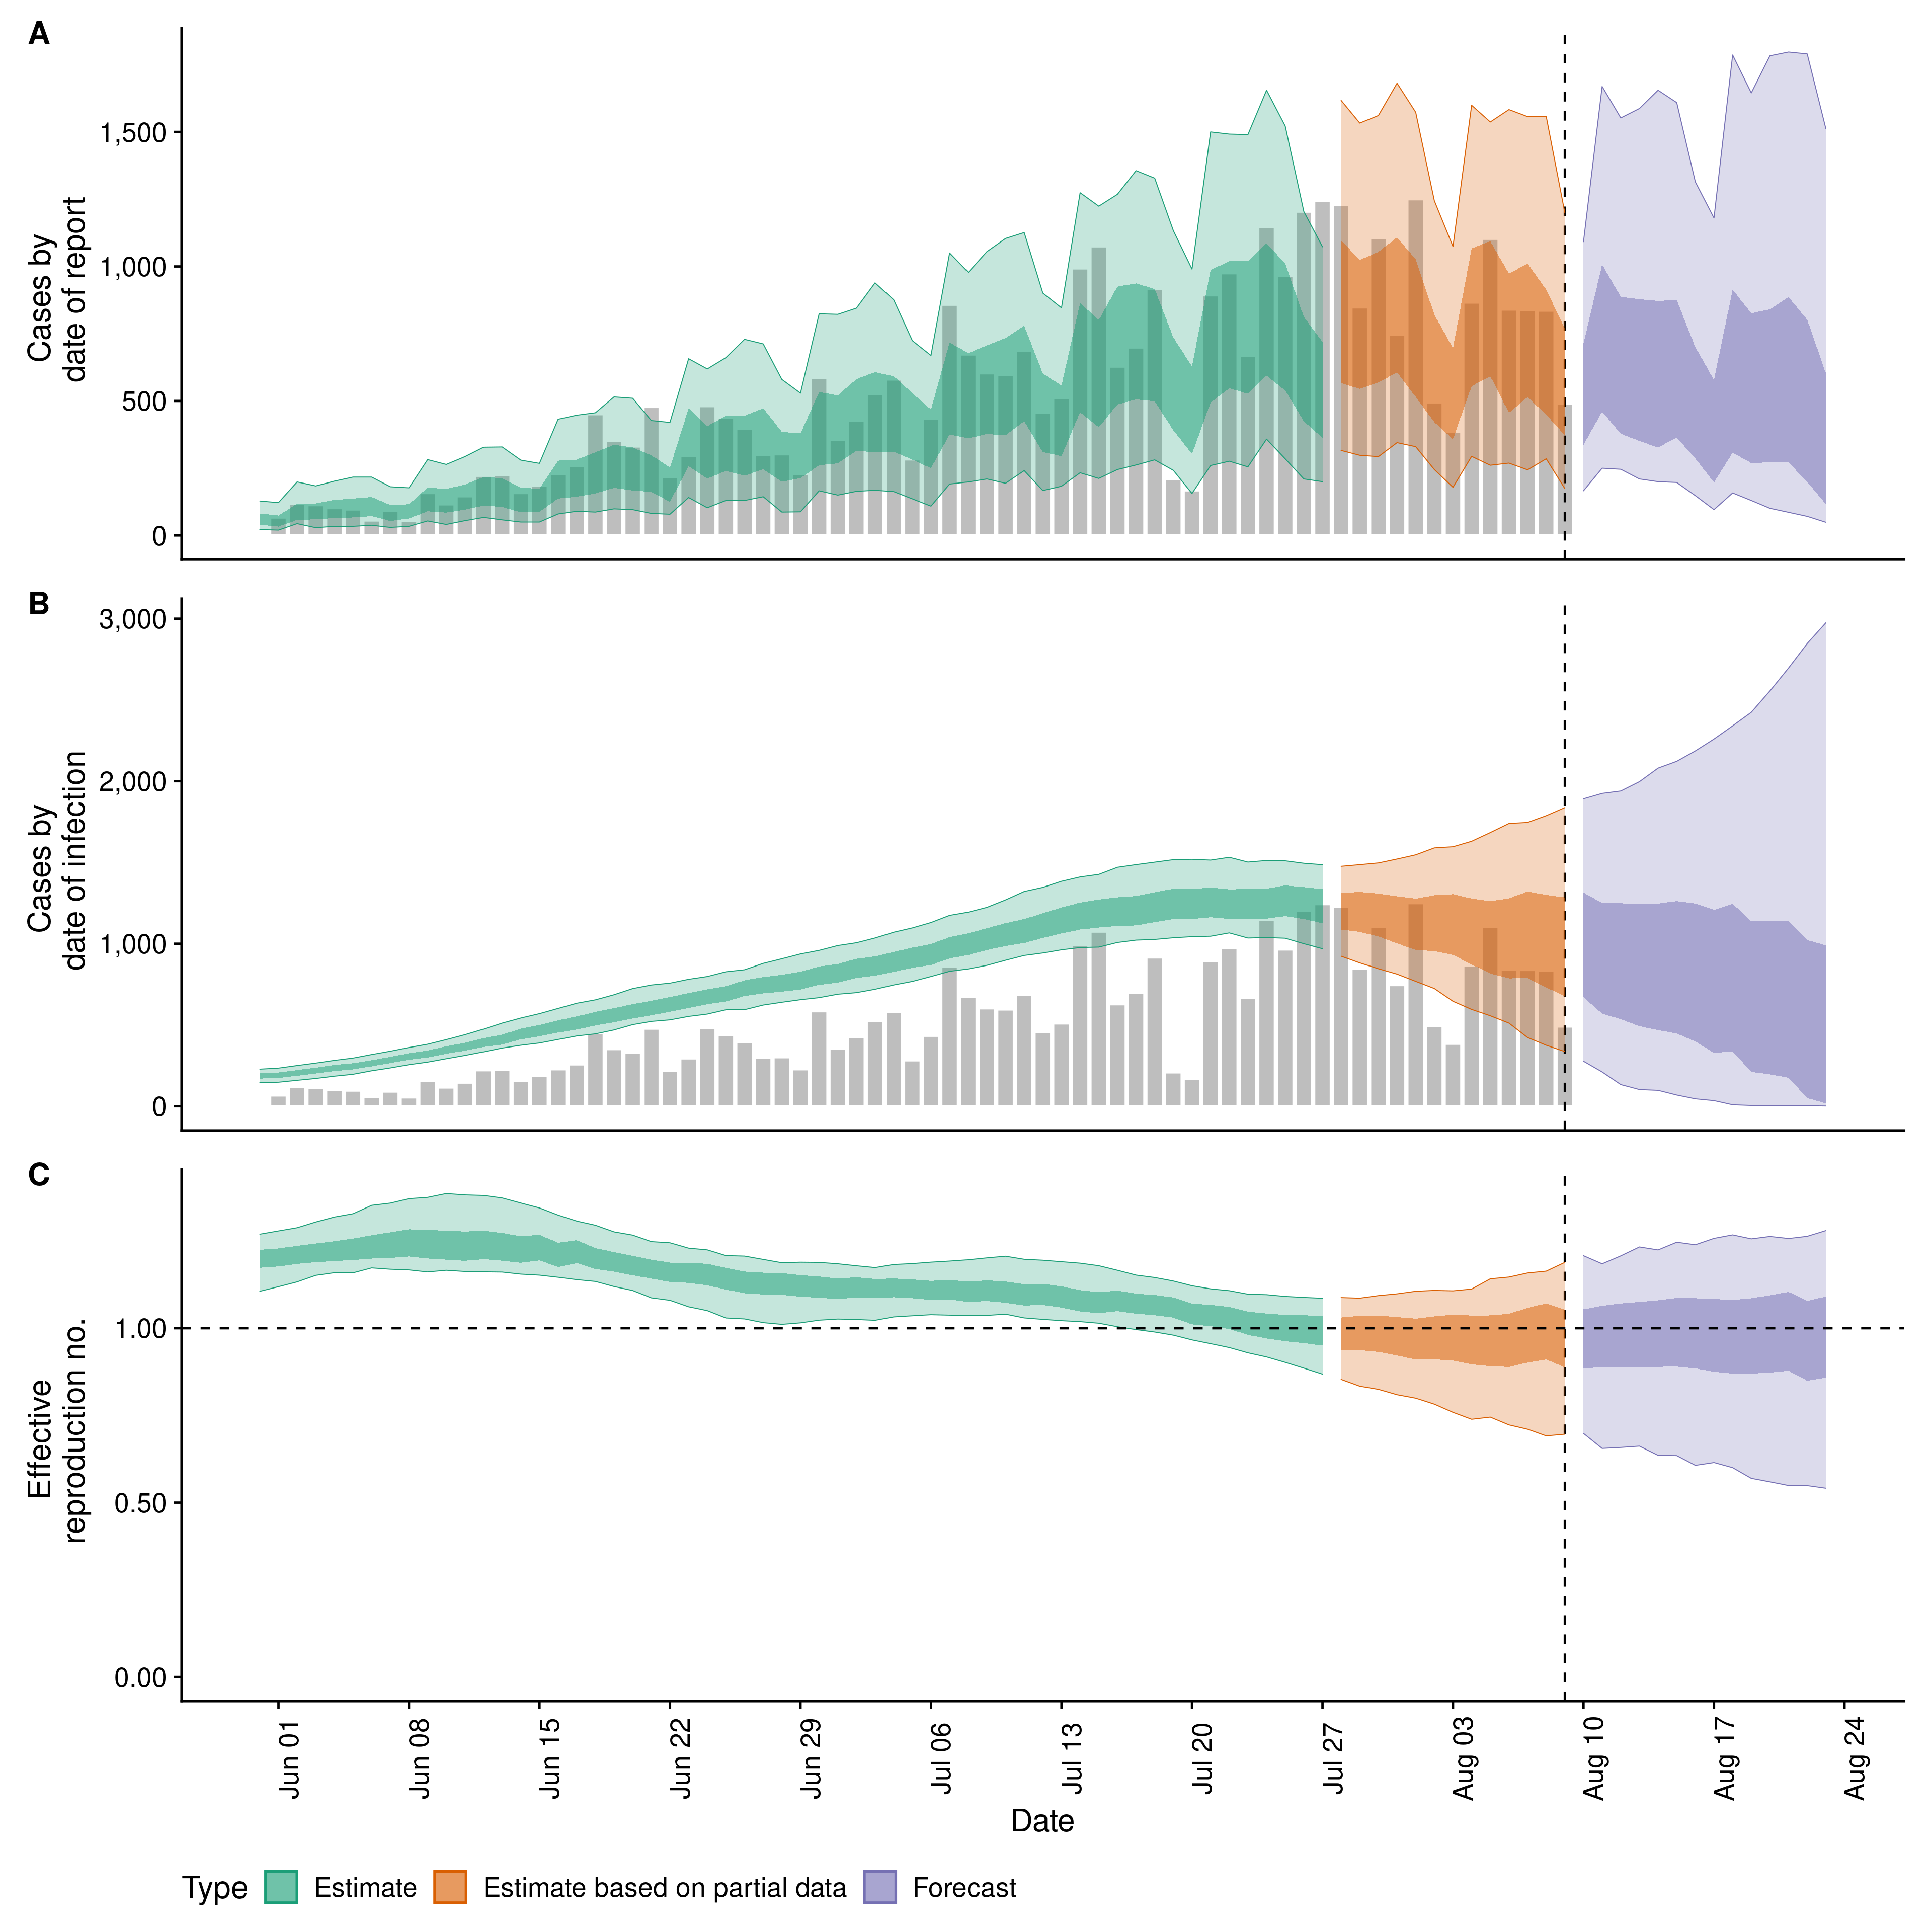 A
Cases by
date of report
1,500
1,000
500
0
B
Cases by
date of infection
3,000
2,000
1,000
0
C
Effective
reproduction no.
1.00
0.50
0.00
Jun 01
Jun 08
Jun 15
Jun 22
Jun 29
Jul 06
Jul 13
Jul 20
Jul 27
Aug 03
Aug 10
Aug 17
Aug 24
Date
Type Estimate Estimate based on partial data Forecast